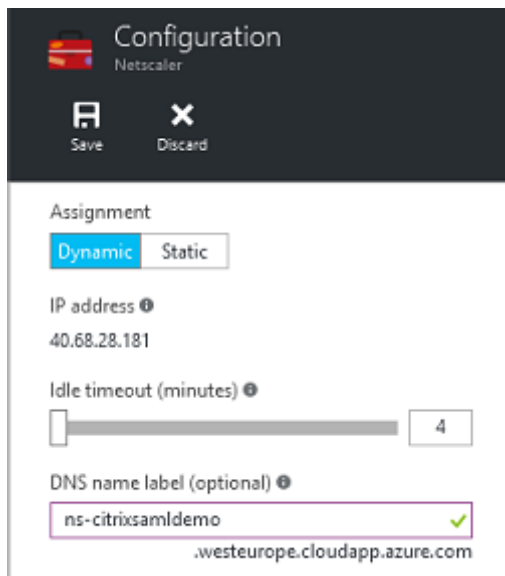 Configuration
Netscaler
Save Discard
Assignment
Dynamic Static
IP address
40.68.28.181
Idle timeout (minutes)
4
DNS name label (optional)
ns-citrixsamldemo
.westeurope.cloudapp.azure.com